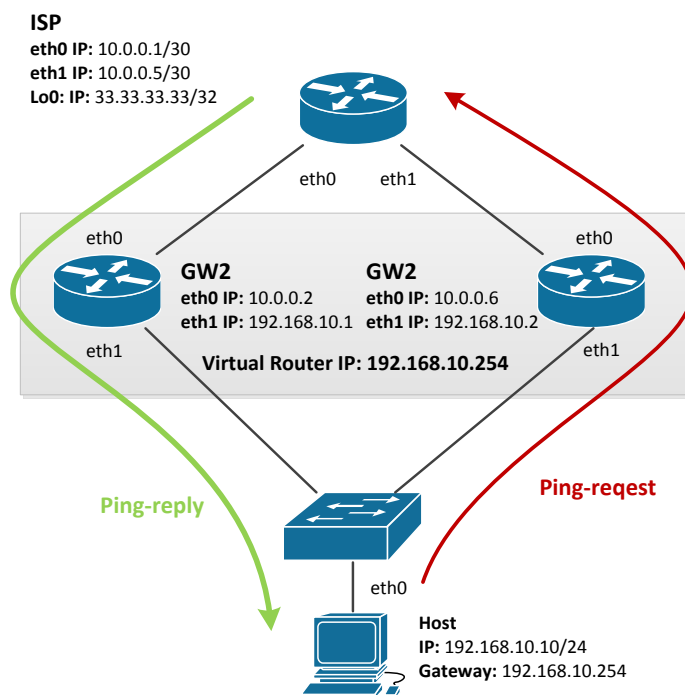 ISP
eth0 IP: 10.0.0.1/30
eth1 IP: 10.0.0.5/30
Lo0: IP: 33.33.33.33/32
eth0
eth1
eth0
eth0
GW2
eth0 IP: 10.0.0.2
eth1 IP: 192.168.10.1
GW2
eth0 IP: 10.0.0.6
eth1 IP: 192.168.10.2
eth1
eth1
Virtual Router IP: 192.168.10.254
Ping-reply
Ping-reqest
eth0
Host
IP: 192.168.10.10/24
Gateway: 192.168.10.254